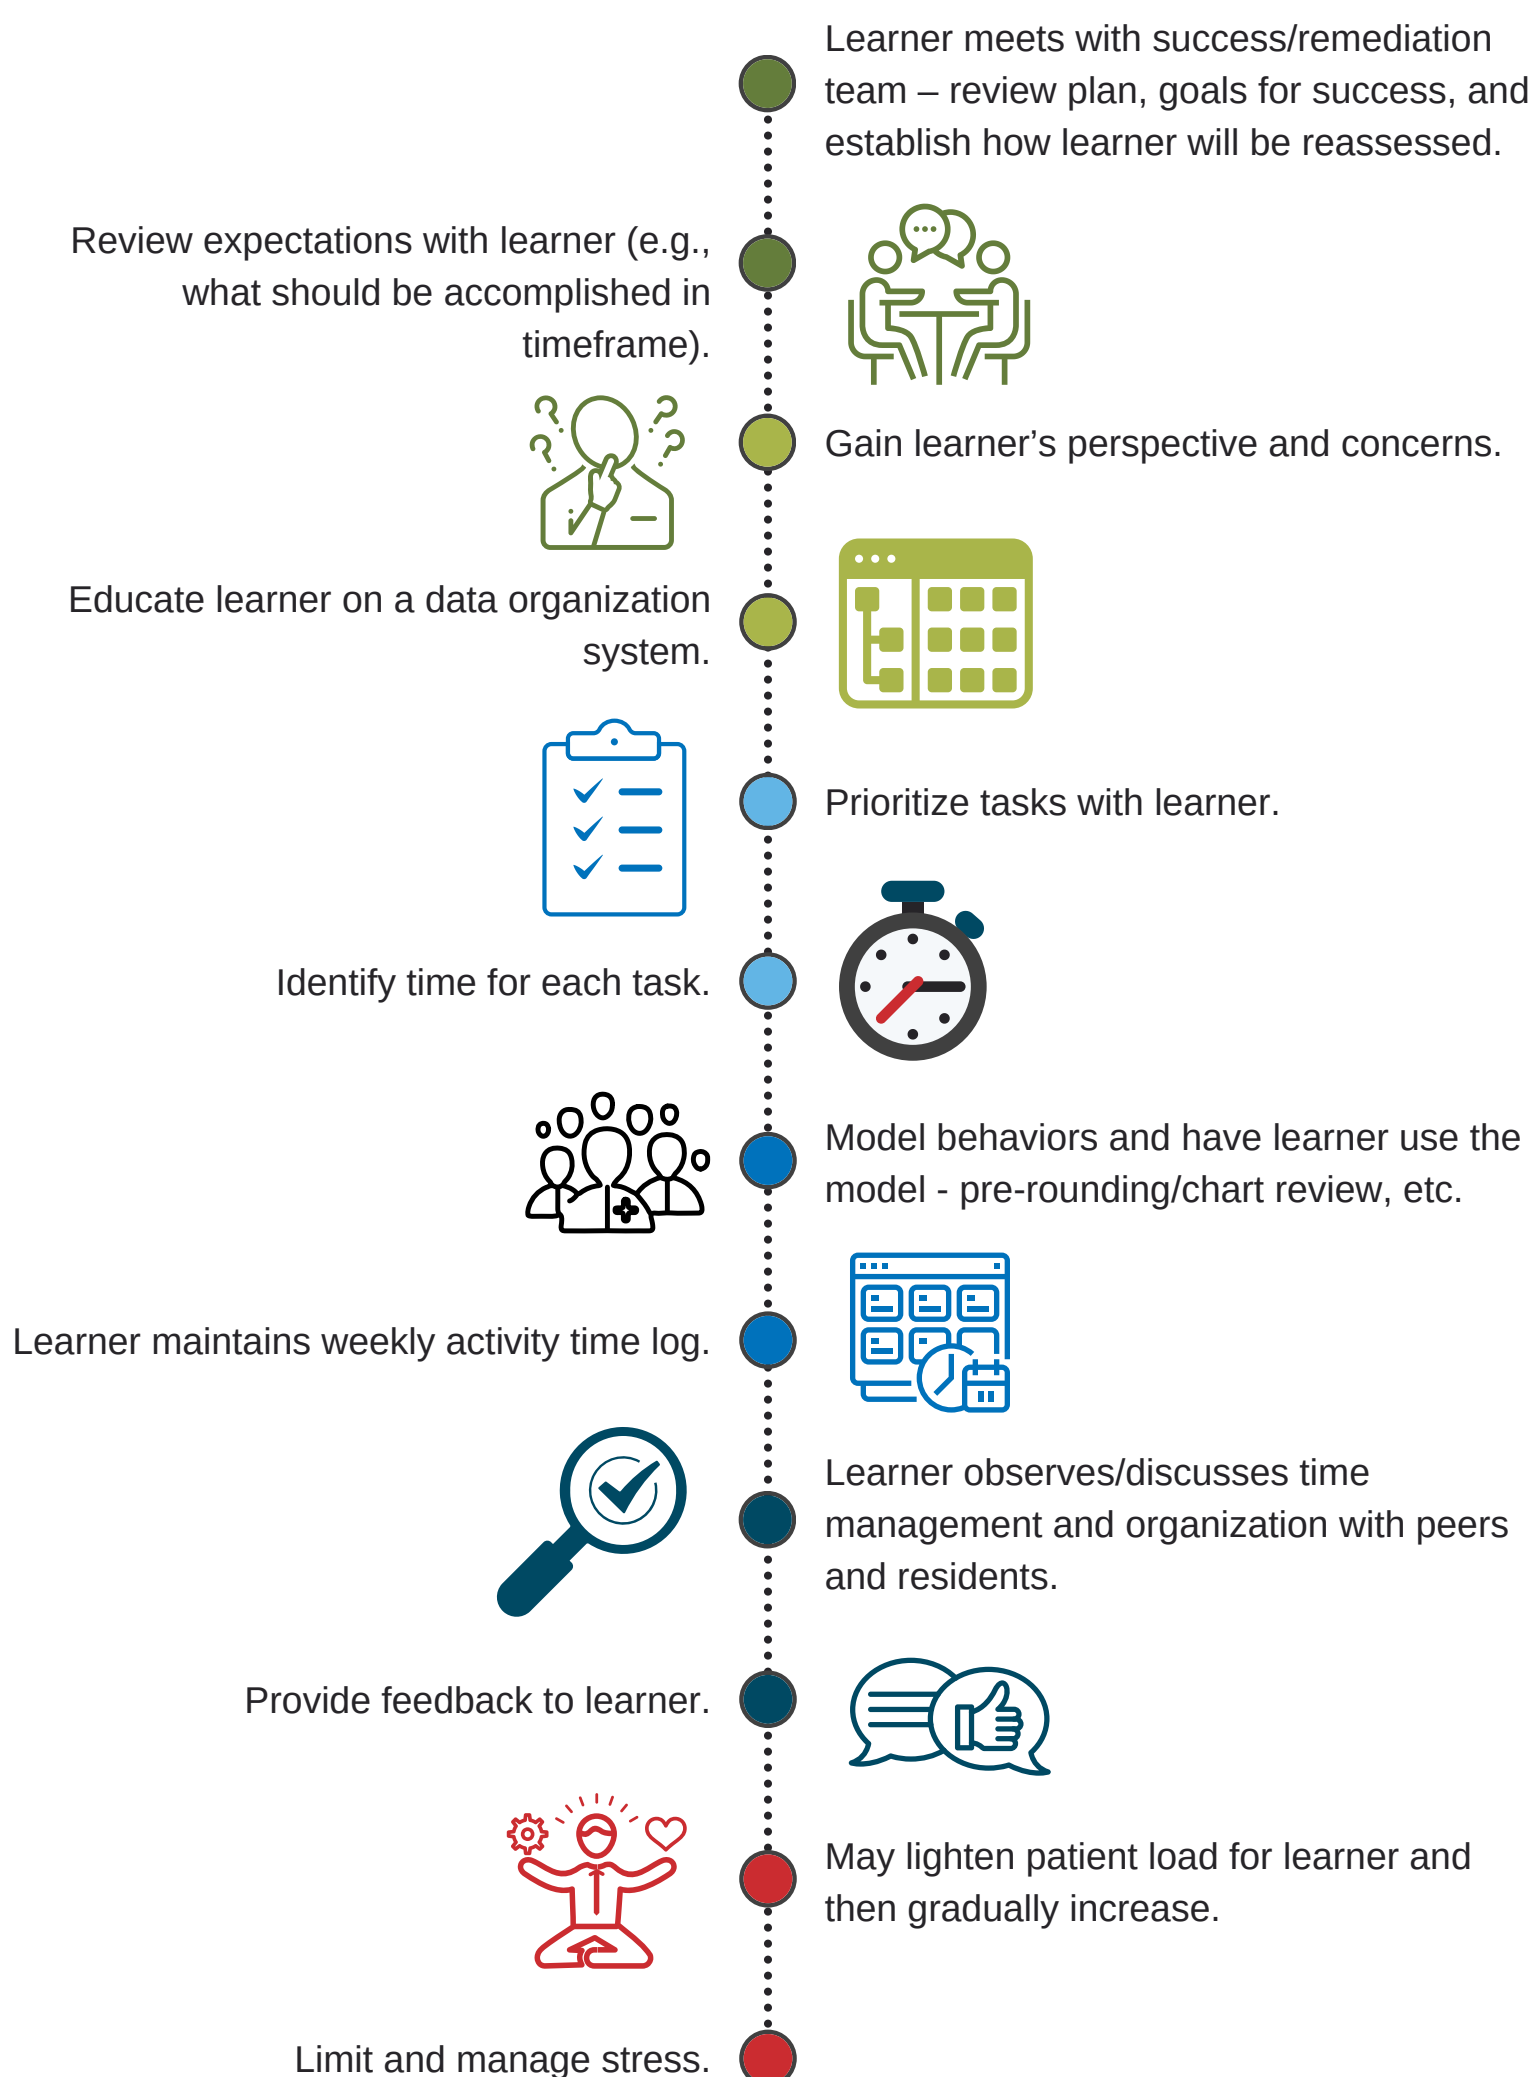 Learner meets with success/remediation
team – review plan, goals for success, and
establish how learner will be reassessed.
Review expectations with learner (e.g.,
what should be accomplished in
timeframe).
Gain learner’s perspective and concerns.
Educate learner on a data organization
system.
Prioritize tasks with learner.
Identify time for each task.
Model behaviors and have learner use the
model - pre-rounding/chart review, etc.
Learner maintains weekly activity time log.
Learner observes/discusses time
management and organization with peers
and residents.
Provide feedback to learner.
May lighten patient load for learner and
then gradually increase.
Limit and manage stress.